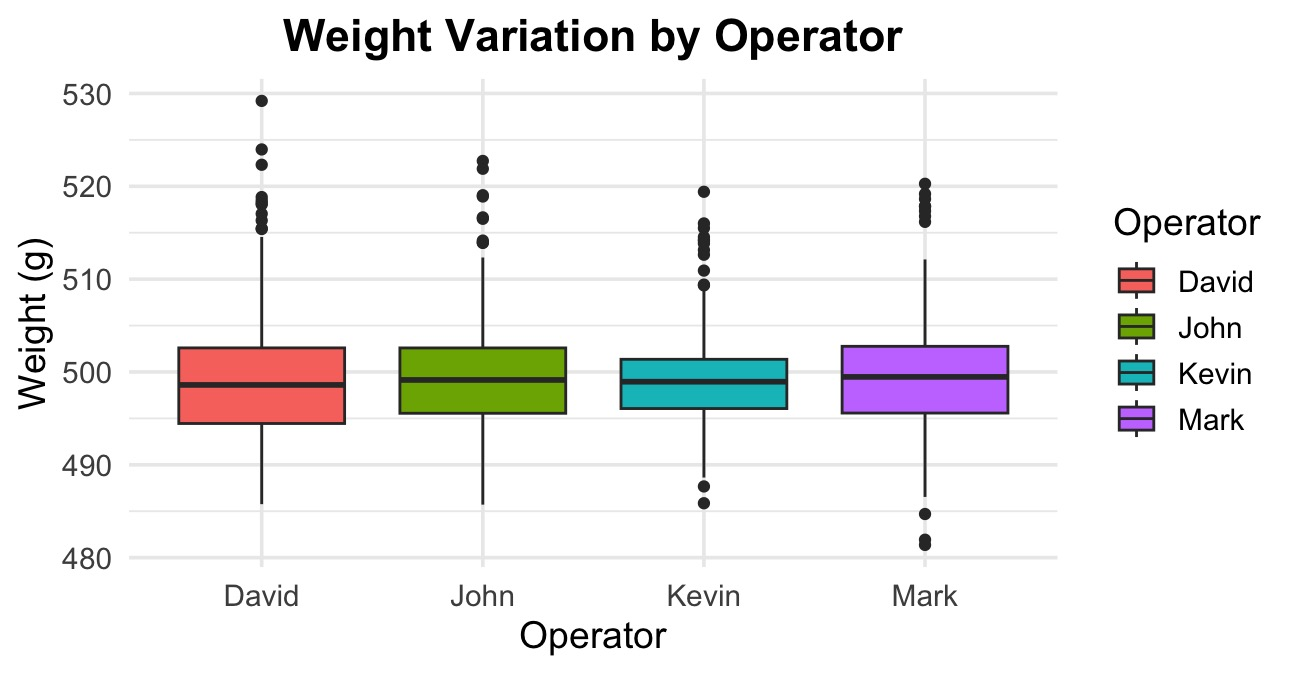 Weight Variation by Operator
530
520
510
500
490
480
Weight (g)
David John Kevin Mark
Operator
Operator
David
John
Kevin
Mark